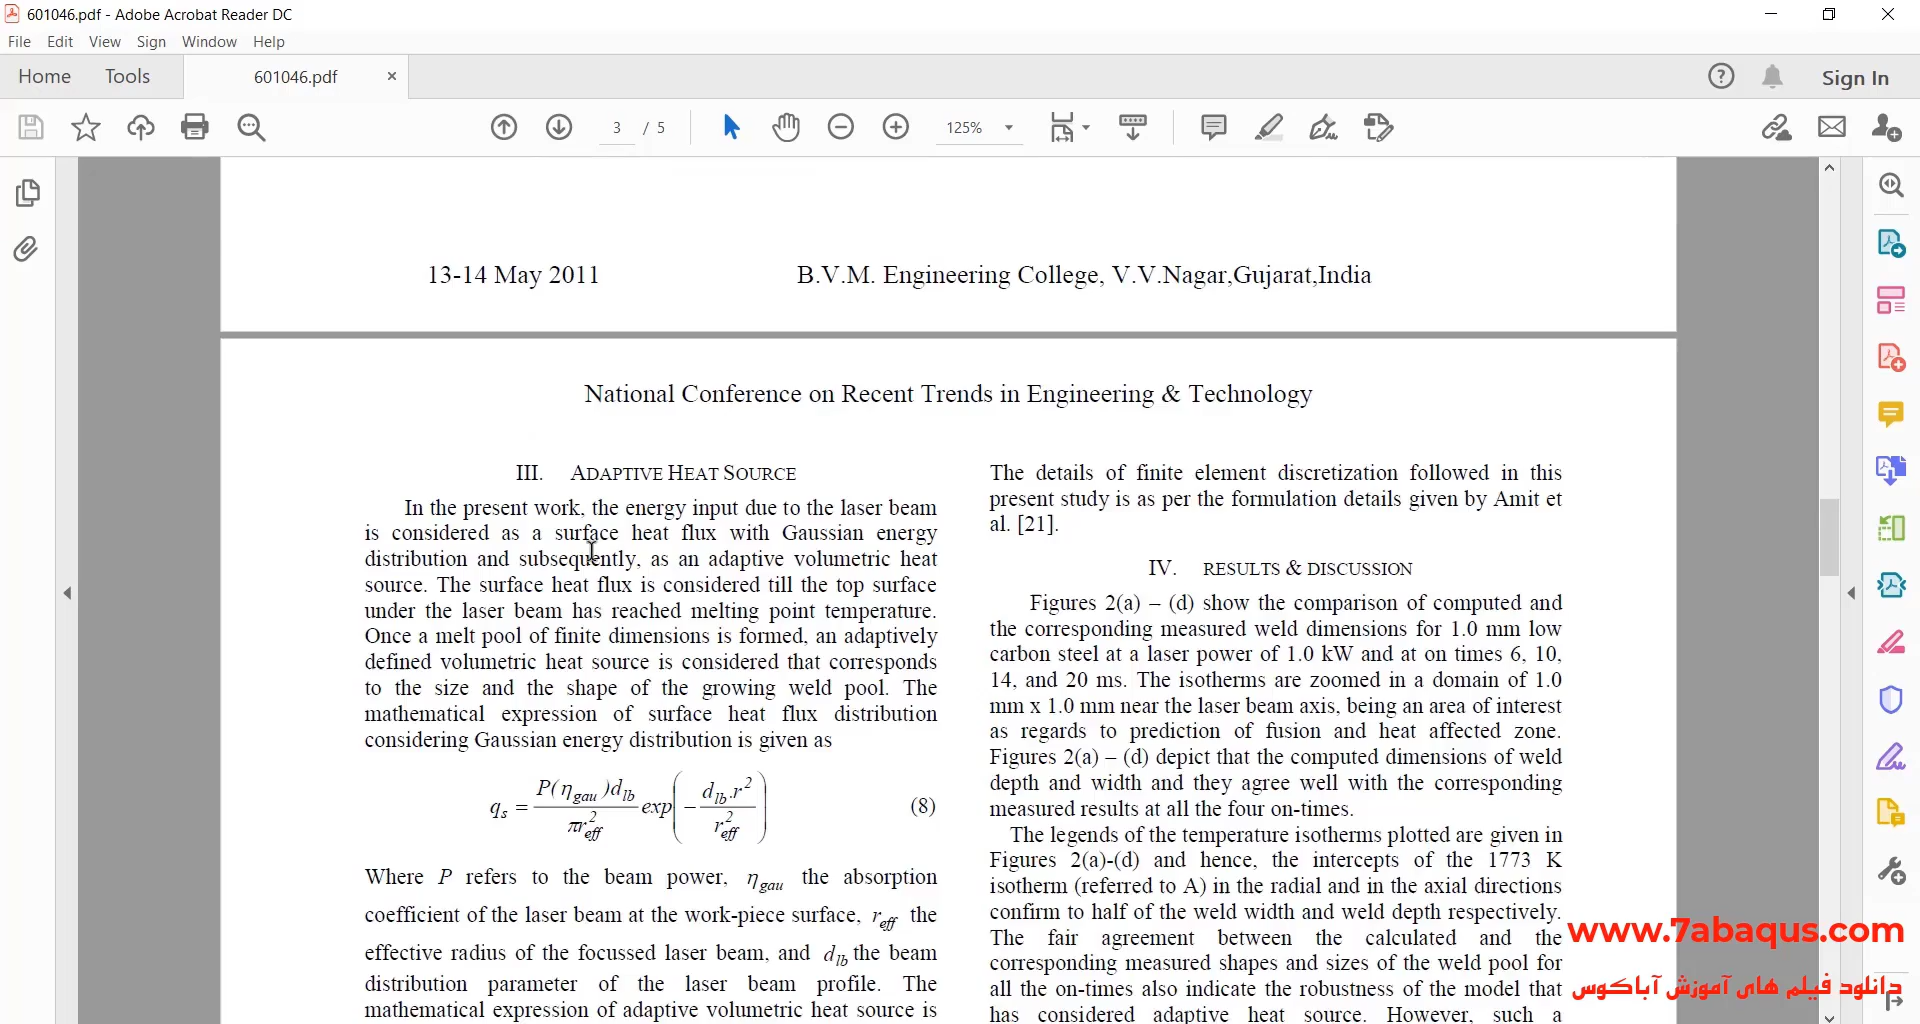 601046.pdf - Adobe Acrobat Reader DC
File Edit View Sign Window Help
Home Tools 601046.pdf × Sign In
3 / 5 125%
13-14 May 2011 B.V.M. Engineering College, V.V.Nagar,Gujarat,India
National Conference on Recent Trends in Engineering & Technology
III. ADAPTIVE HEAT SOURCE
In the present work, the energy input due to the laser beam
is considered as a surface heat flux with Gaussian energy
distribution and subsequently, as an adaptive volumetric heat
source. The surface heat flux is considered till the top surface
under the laser beam has reached melting point temperature.
Once a melt pool of finite dimensions is formed, an adaptively
defined volumetric heat source is considered that corresponds
to the size and the shape of the growing weld pool. The
mathematical expression of surface heat flux distribution
considering Gaussian energy distribution is given as
q_s = P(η_gau)d_lb / πr_eff^2 exp(− d_lb.r^2 / r_eff^2) (8)
Where P refers to the beam power, η_gau the absorption
coefficient of the laser beam at the work-piece surface, r_eff the
effective radius of the focussed laser beam, and d_lb the beam
distribution parameter of the laser beam profile. The
mathematical expression of adaptive volumetric heat source is
The details of finite element discretization followed in this
present study is as per the formulation details given by Amit et
al. [21].
IV. RESULTS & DISCUSSION
Figures 2(a) – (d) show the comparison of computed and
the corresponding measured weld dimensions for 1.0 mm low
carbon steel at a laser power of 1.0 kW and at on times 6, 10,
14, and 20 ms. The isotherms are zoomed in a domain of 1.0
mm x 1.0 mm near the laser beam axis, being an area of interest
as regards to prediction of fusion and heat affected zone.
Figures 2(a) – (d) depict that the computed dimensions of weld
depth and width and they agree well with the corresponding
measured results at all the four on-times.
The legends of the temperature isotherms plotted are given in
Figures 2(a)-(d) and hence, the intercepts of the 1773 K
isotherm (referred to A) in the radial and in the axial directions
confirm to half of the weld width and weld depth respectively.
The fair agreement between the calculated and the
corresponding measured shapes and sizes of the weld pool for
all the on-times also indicate the robustness of the model that
has considered adaptive heat source. However, such a
www.7abaqus.com
دانلود فیلم های آموزش آباکوس